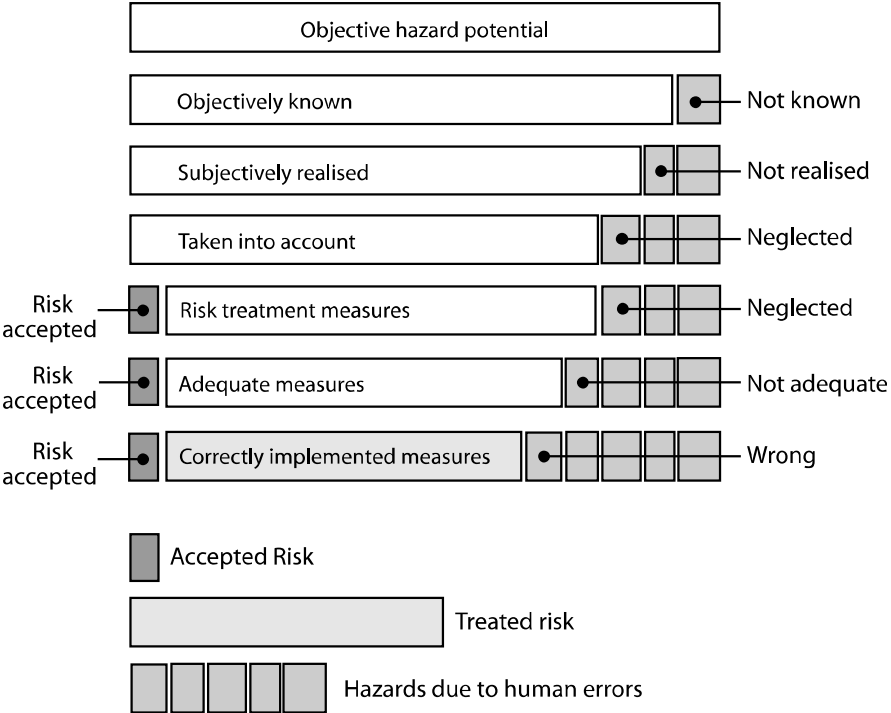 Objective hazard potential
Objectively known
Not known
Subjectively realised
Not realised
Taken into account
Neglected
Risk
accepted
Risk treatment measures
Neglected
Risk
accepted
Adequate measures
Not adequate
Risk
accepted
Correctly implemented measures
Wrong
Accepted Risk
Treated risk
Hazards due to human errors